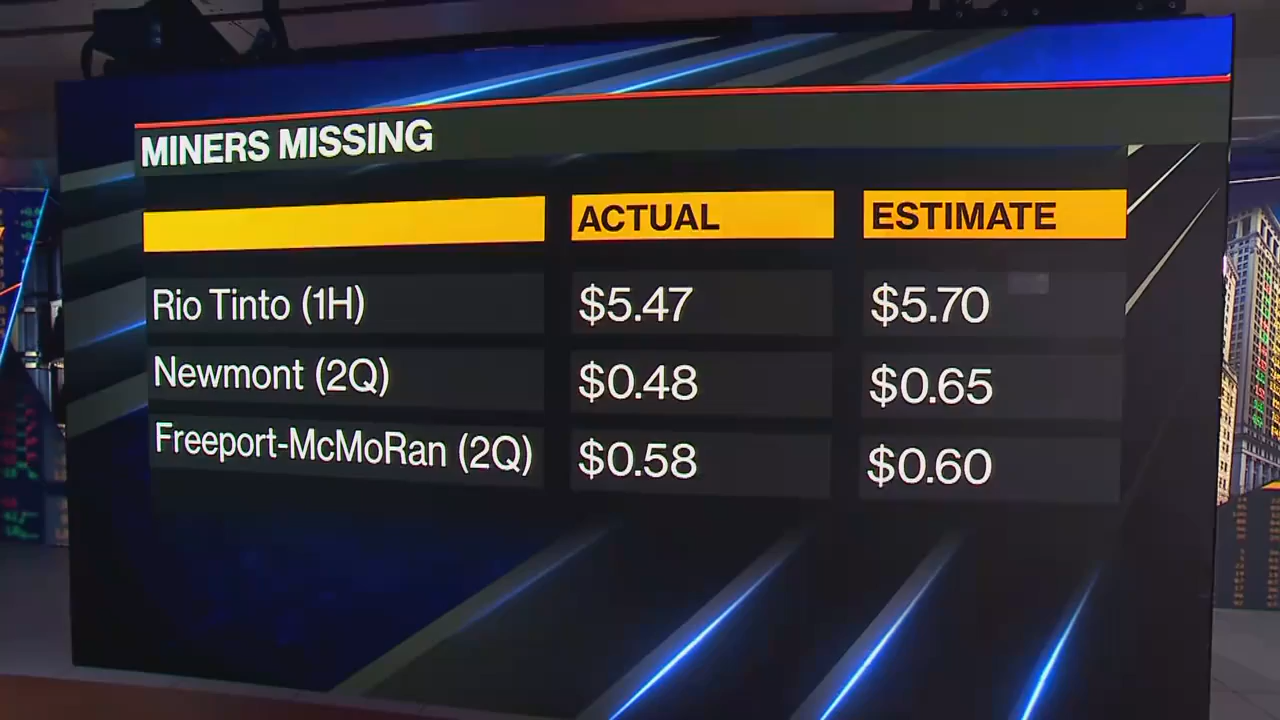 MINERS MISSING
ACTUAL ESTIMATE
Rio Tinto (1H) $5.47 $5.70
Newmont (2Q) $0.48 $0.65
Freeport-McMoRan (2Q) $0.58 $0.60